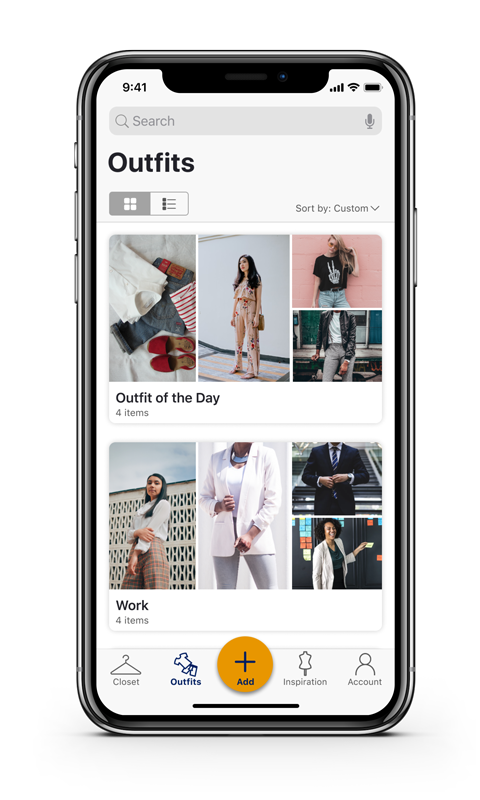 9:41
Search
Outfits
Sort by: Custom
Outfit of the Day
4 items
Work
4 items
Closet
Outfits
Add
Inspiration
Account